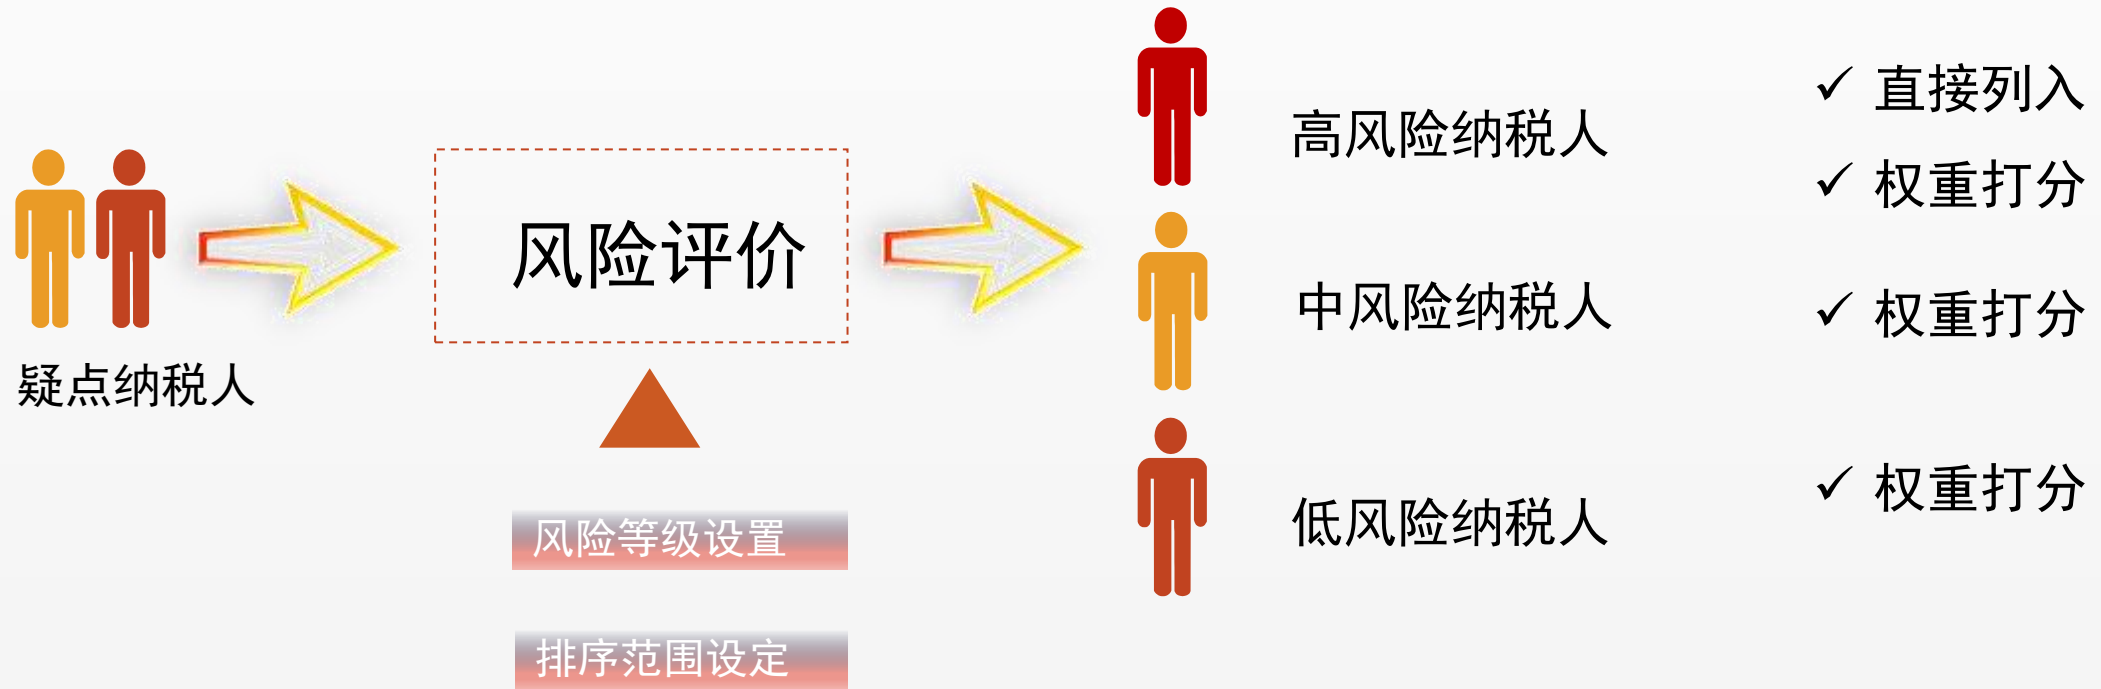 疑点纳税人
风险评价
风险等级设置
排序范围设定
高风险纳税人
✓ 直接列入
✓ 权重打分
中风险纳税人
✓ 权重打分
低风险纳税人
✓ 权重打分